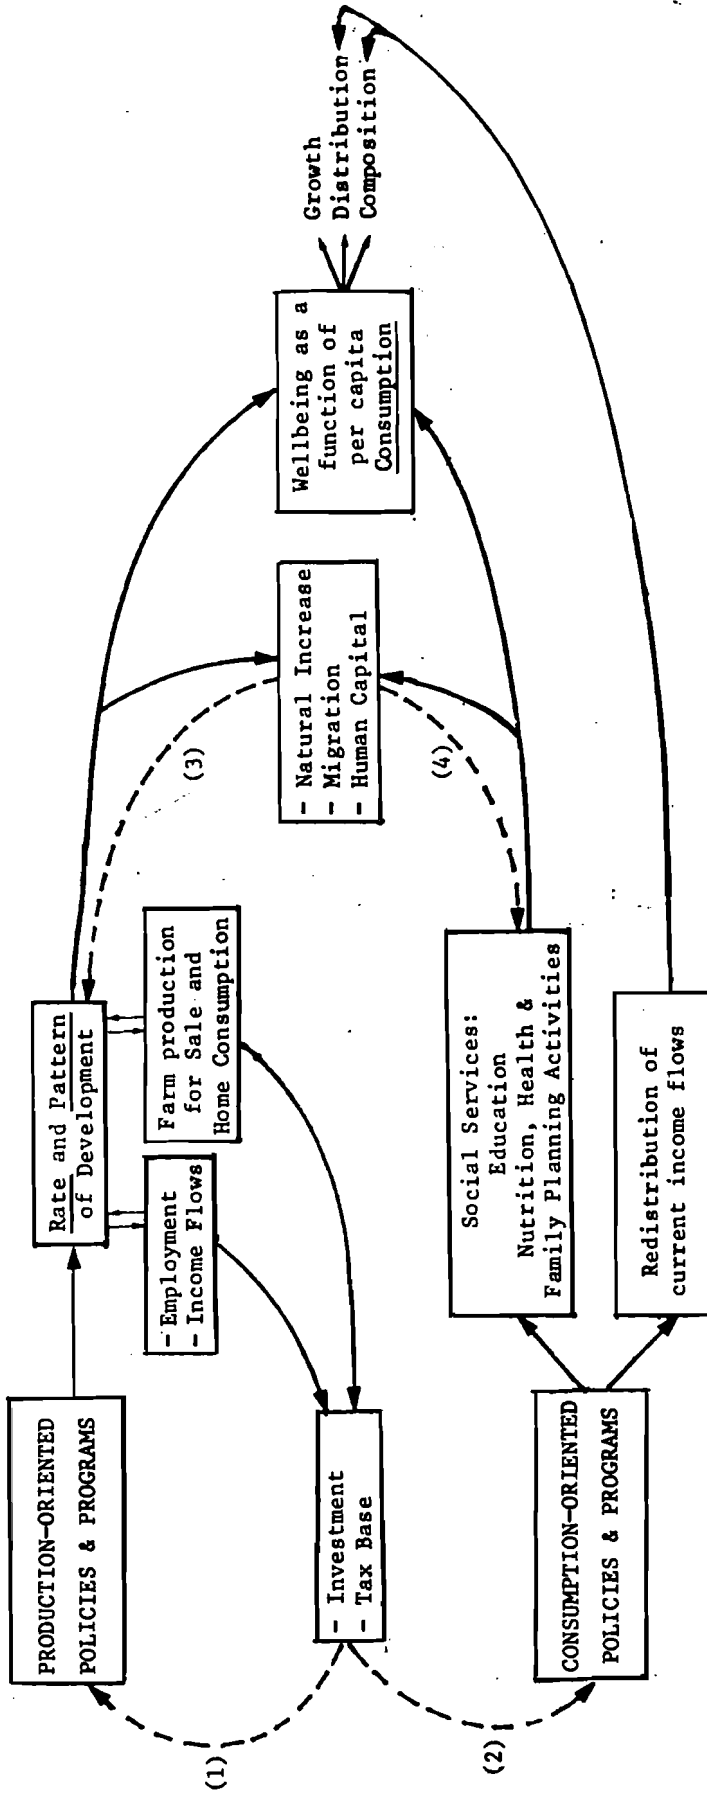 PRODUCTION-ORIENTED
POLICIES & PROGRAMS
Rate and Pattern
of Development
- Employment
- Income Flows
Farm production
for Sale and
Home Consumption
(1)
- Investment
- Tax Base
(2)
(3)
- Natural Increase
- Migration
- Human Capital
(4)
Wellbeing as a
function of
per capita
Consumption
Growth
Distribution
Composition
CONSUMPTION-ORIENTED
POLICIES & PROGRAMS
Social Services:
Education
Nutrition, Health &
Family Planning Activities
Redistribution of
current income flows